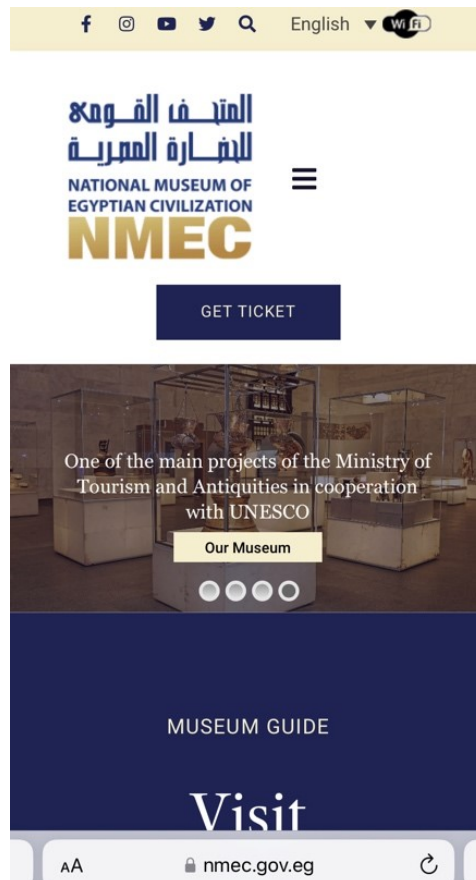 English
Wi Fi
المتحف القومى
للحضارة المصرية
NATIONAL MUSEUM OF
EGYPTIAN CIVILIZATION
NMEC
GET TICKET
One of the main projects of the Ministry of
Tourism and Antiquities in cooperation
with UNESCO
Our Museum
MUSEUM GUIDE
Visit
AA
nmec.gov.eg